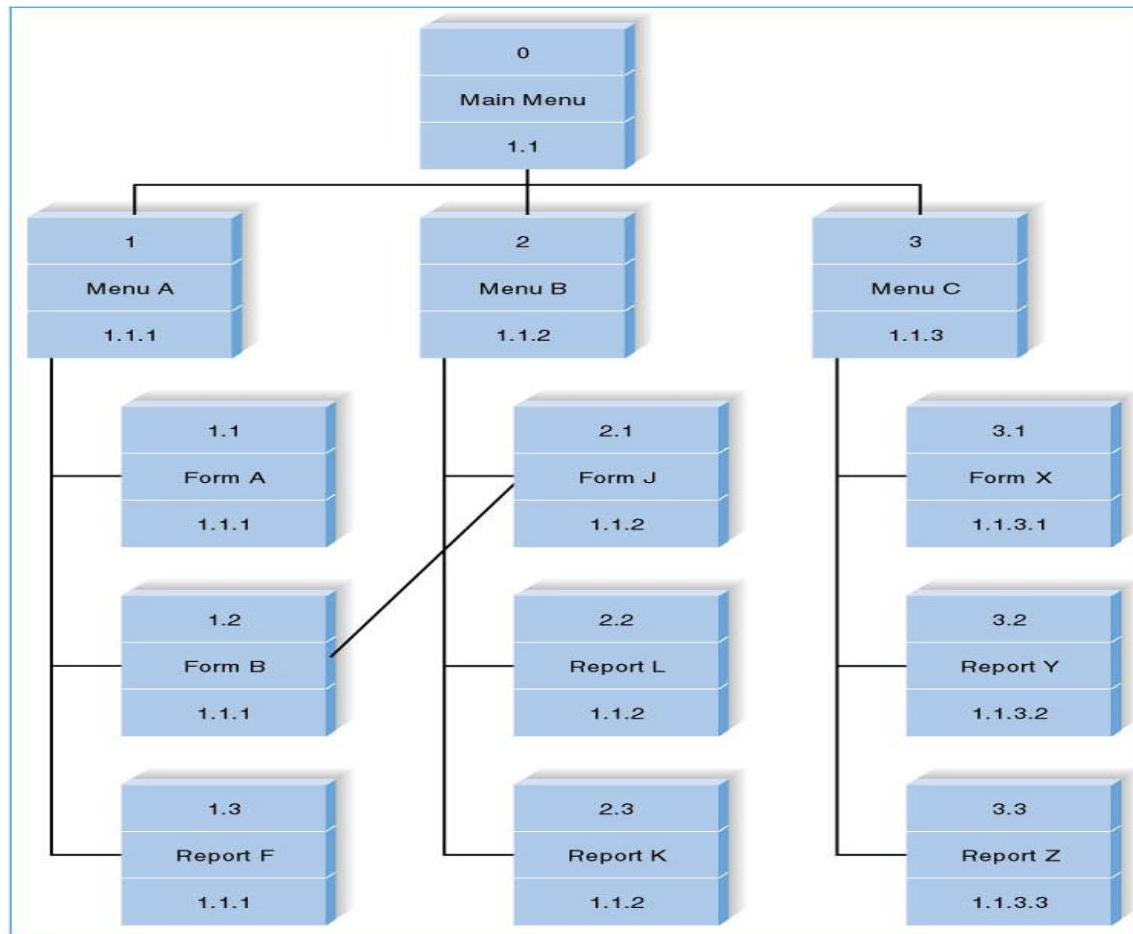 0
Main Menu
1.1
1
Menu A
1.1.1
2
Menu B
1.1.2
3
Menu C
1.1.3
1.1
Form A
1.1.1
2.1
Form J
1.1.2
3.1
Form X
1.1.3.1
1.2
Form B
1.1.1
2.2
Report L
1.1.2
3.2
Report Y
1.1.3.2
1.3
Report F
1.1.1
2.3
Report K
1.1.2
3.3
Report Z
1.1.3.3